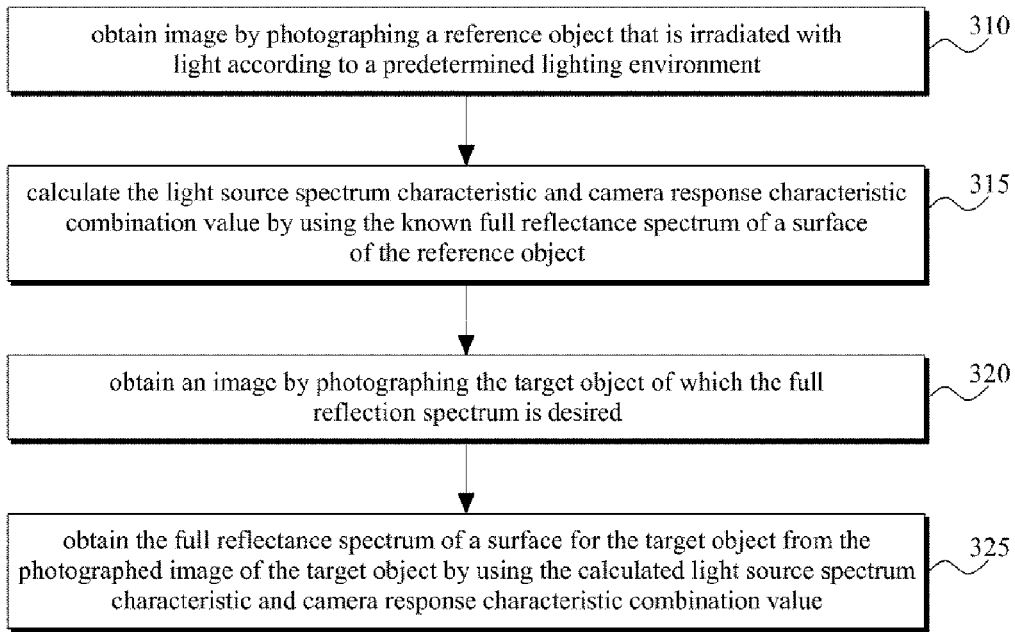 obtain image by photographing a reference object that is irradiated with
light according to a predetermined lighting environment
310
calculate the light source spectrum characteristic and camera response characteristic
combination value by using the known full reflectance spectrum of a surface
of the reference object
315
obtain an image by photographing the target object of which the full
reflection spectrum is desired
320
obtain the full reflectance spectrum of a surface for the target object from the
photographed image of the target object by using the calculated light source spectrum
characteristic and camera response characteristic combination value
325